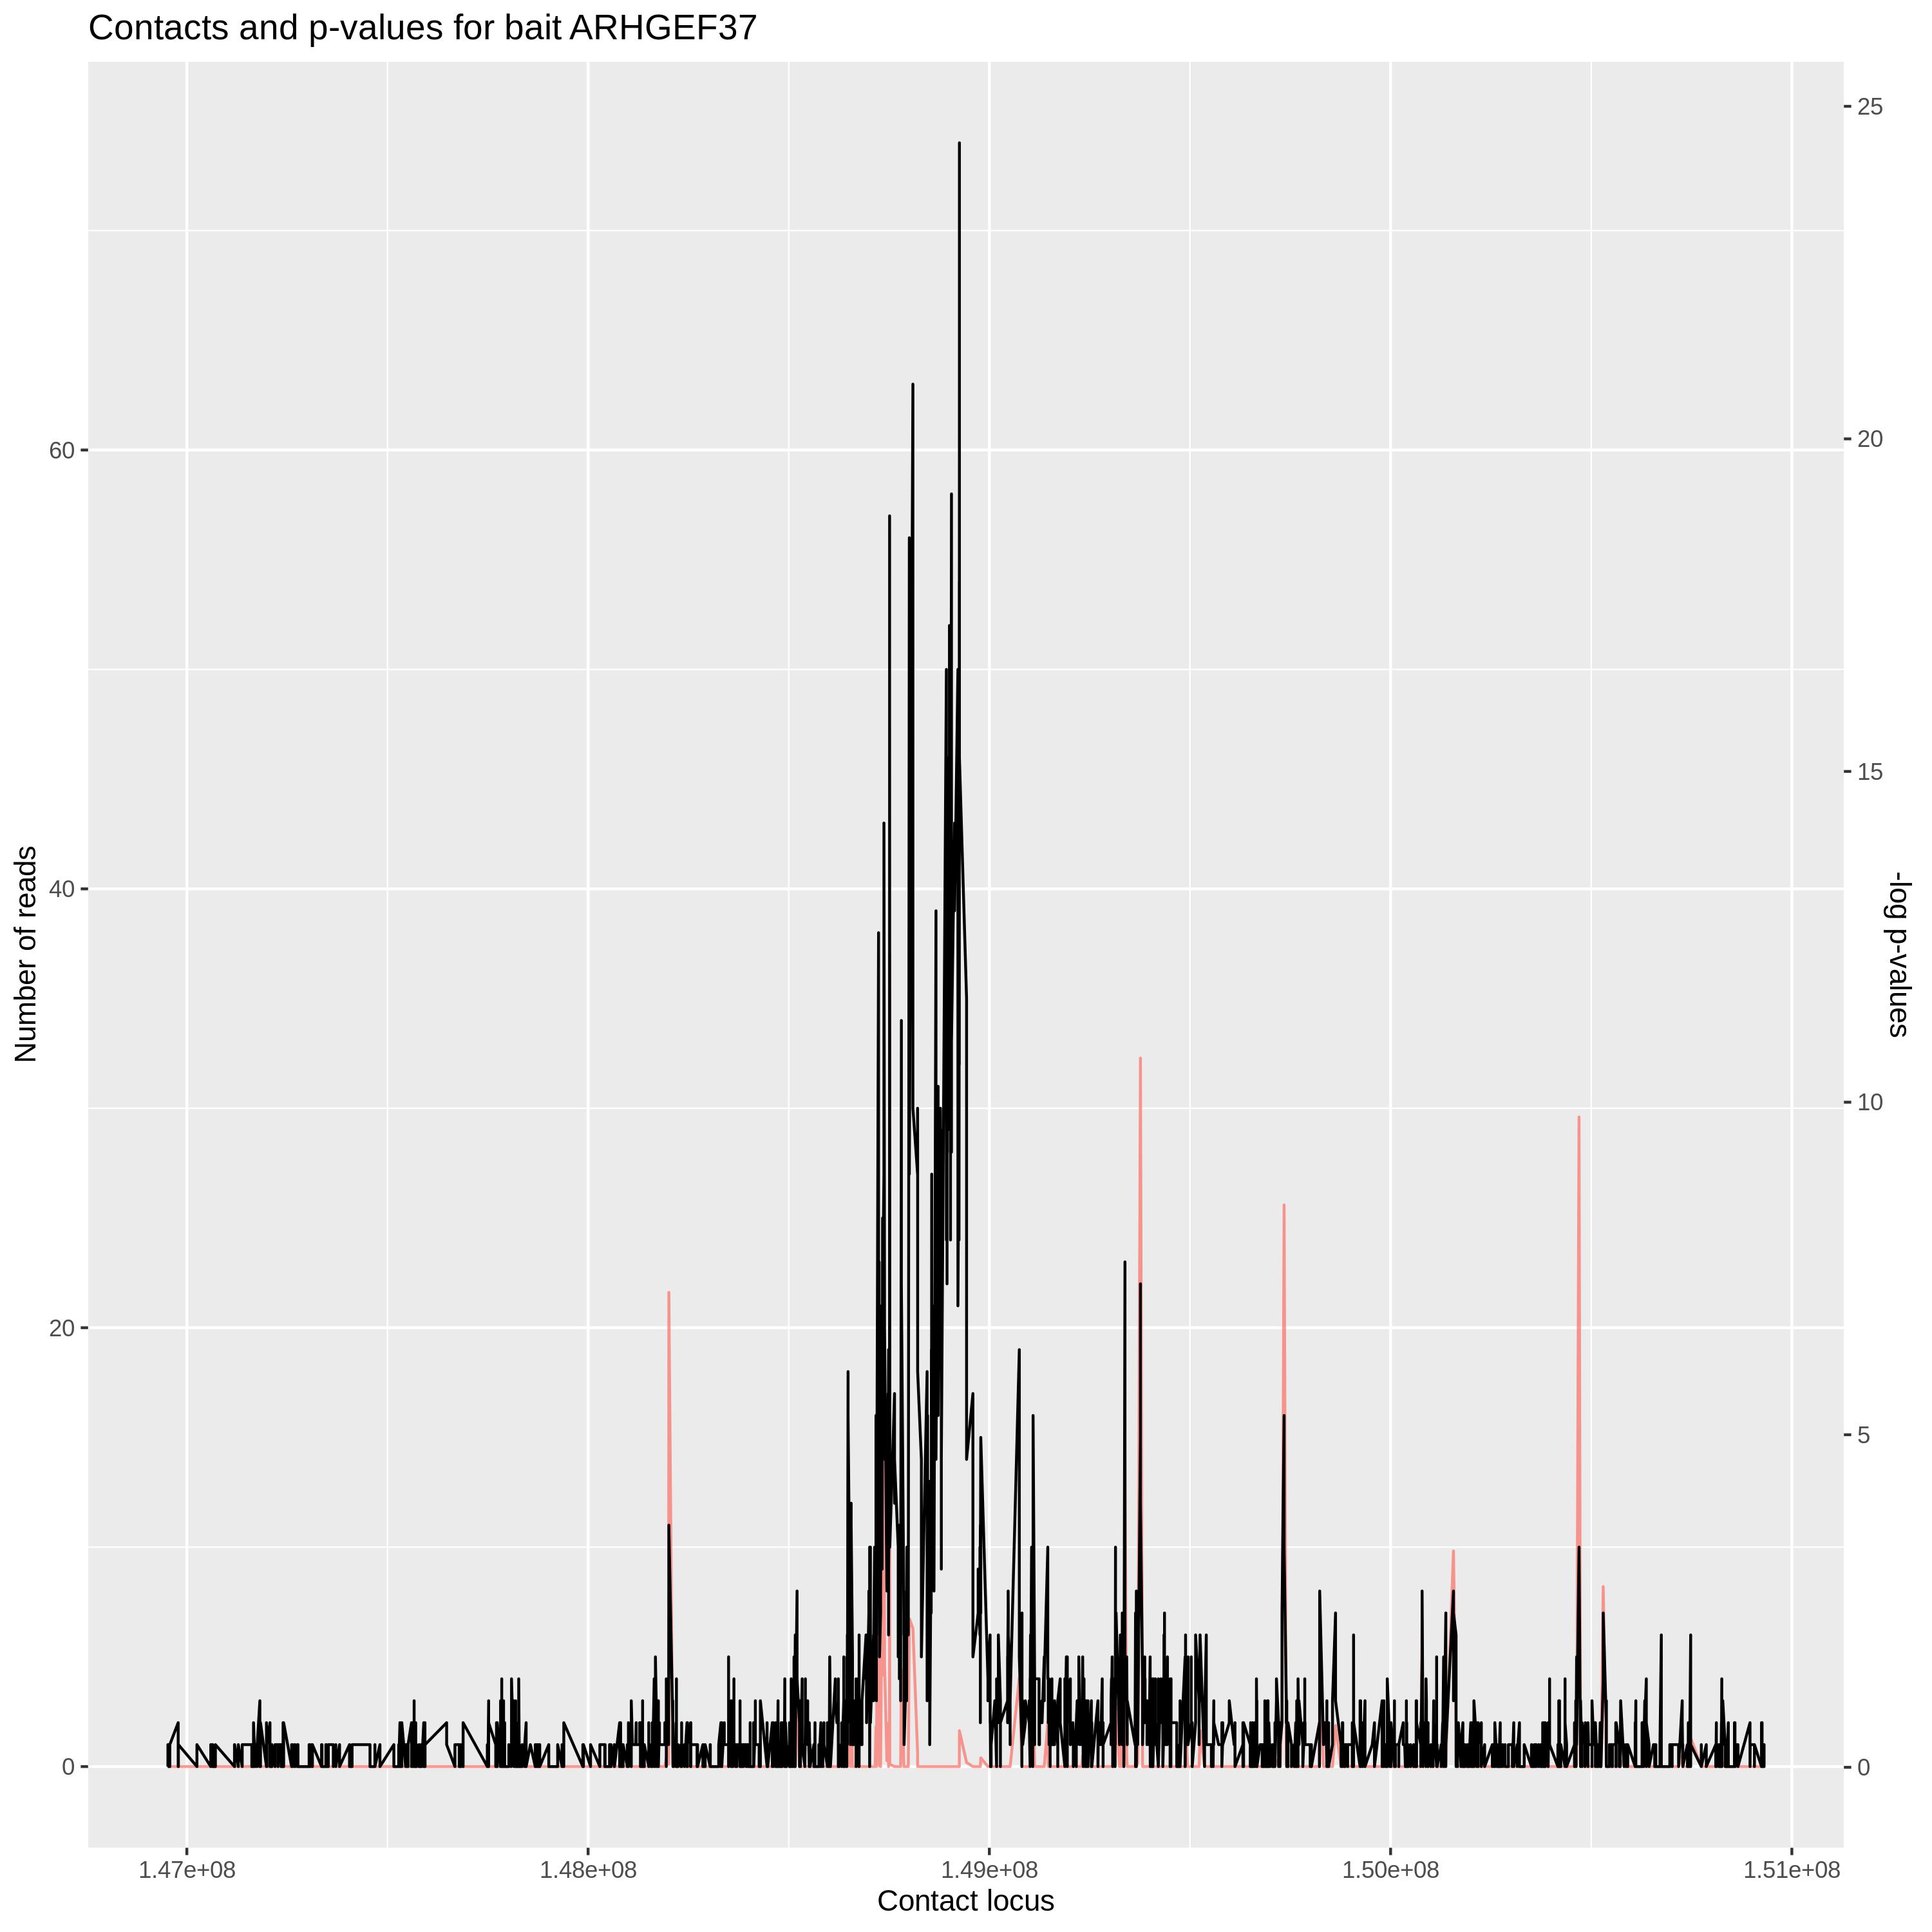 Contacts and p-values for bait ARHGEF37
Number of reads
60
40
20
0
25
20
15
10
5
0
-log p-values
1.47e+08 1.48e+08 1.49e+08 1.50e+08 1.51e+08
Contact locus